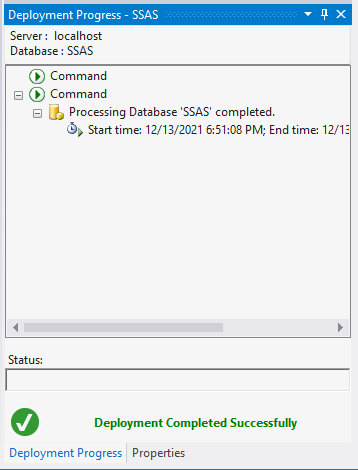 Deployment Progress - SSAS
Server : localhost
Database : SSAS
Command
Command
Processing Database 'SSAS' completed.
Start time: 12/13/2021 6:51:08 PM; End time: 12/13
Status:
Deployment Completed Successfully
Deployment Progress Properties